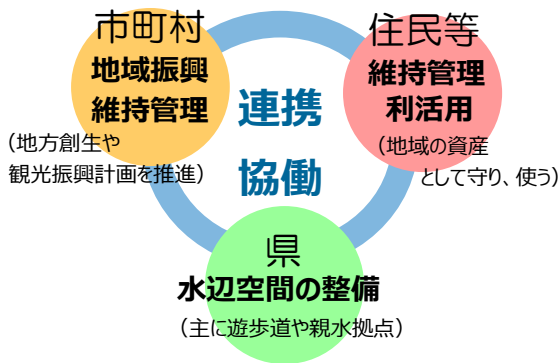 市町村
地域振興
維持管理
(地方創生や
観光振興計画を推進)
住民等
維持管理
利活用
(地域の資産
として守り、使う)
連携
協働
県
水辺空間の整備
(主に遊歩道や親水拠点)